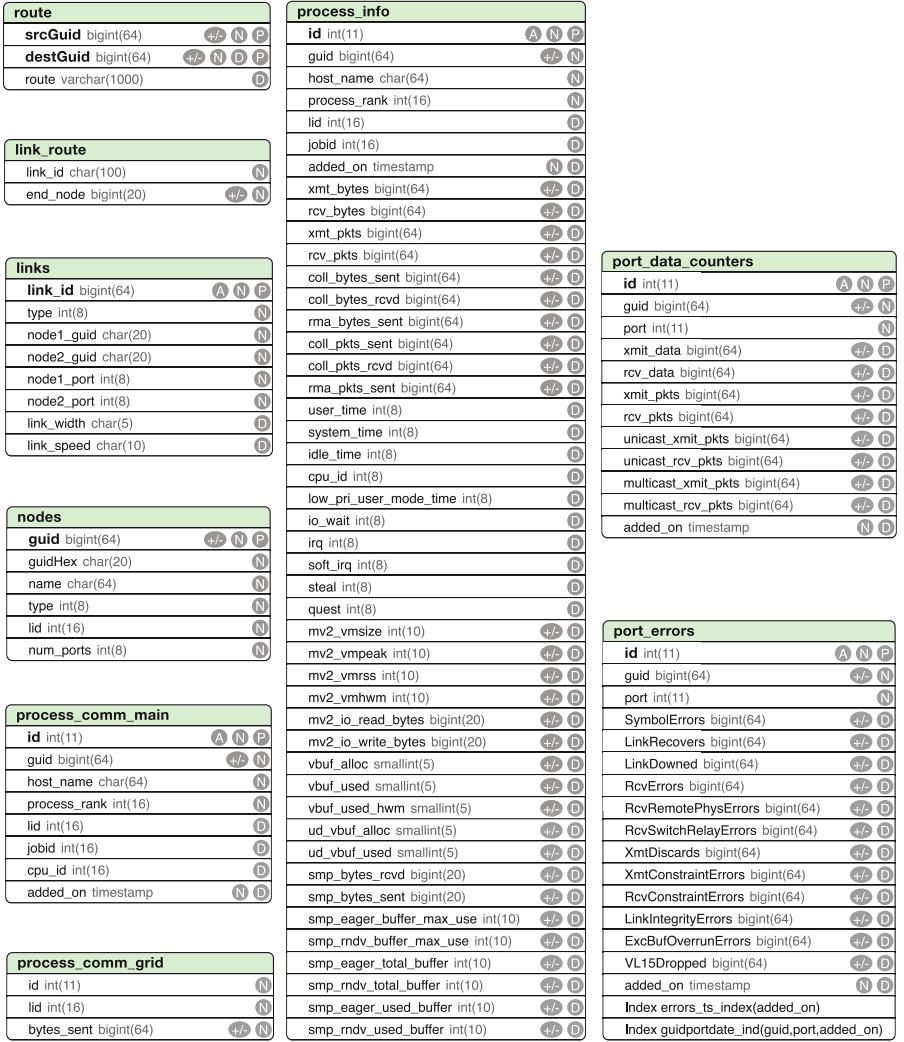 route
srcGuid bigint(64) +/- N P
destGuid bigint(64) +/- N D P
route varchar(1000) D
link_route
link_id char(100) N
end_node bigint(20) +/- N
links
link_id bigint(64) A N P
type int(8) N
node1_guid char(20) N
node2_guid char(20) N
node1_port int(8) N
node2_port int(8) N
link_width char(5) D
link_speed char(10) D
nodes
guid bigint(64) +/- N P
guidHex char(20) N
name char(64) N
type int(8) N
lid int(16) N
num_ports int(8) N
process_comm_main
id int(11) A N P
guid bigint(64) +/- N
host_name char(64) N
process_rank int(16) N
lid int(16) D
jobid int(16) D
cpu_id int(16) D
added_on timestamp N D
process_comm_grid
id int(11) N
lid int(16) N
bytes_sent bigint(64) +/- N
process_info
id int(11) A N P
guid bigint(64) +/- N
host_name char(64) N
process_rank int(16) N
lid int(16) D
jobid int(16) D
added_on timestamp N D
xmt_bytes bigint(64) +/- D
rcv_bytes bigint(64) +/- D
xmt_pkts bigint(64) +/- D
rcv_pkts bigint(64) +/- D
coll_bytes_sent bigint(64) +/- D
coll_bytes_rcvd bigint(64) +/- D
rma_bytes_sent bigint(64) +/- D
coll_pkts_sent bigint(64) +/- D
coll_pkts_rcvd bigint(64) +/- D
rma_pkts_sent bigint(64) +/- D
user_time int(8) D
system_time int(8) D
idle_time int(8) D
cpu_id int(8) D
low_pri_user_mode_time int(8) D
io_wait int(8) D
irq int(8) D
soft_irq int(8) D
steal int(8) D
quest int(8) D
mv2_vmsize int(10) +/- D
mv2_vmpeak int(10) +/- D
mv2_vmrss int(10) +/- D
mv2_vmhwm int(10) +/- D
mv2_io_read_bytes bigint(20) +/- D
mv2_io_write_bytes bigint(20) +/- D
vbuf_alloc smallint(5) +/- D
vbuf_used smallint(5) +/- D
vbuf_used_hwm smallint(5) +/- D
ud_vbuf_alloc smallint(5) +/- D
ud_vbuf_used smallint(5) +/- D
smp_bytes_rcvd bigint(20) +/- D
smp_bytes_sent bigint(20) +/- D
smp_eager_buffer_max_use int(10) +/- D
smp_rndv_buffer_max_use int(10) +/- D
smp_eager_total_buffer int(10) +/- D
smp_rndv_total_buffer int(10) +/- D
smp_eager_used_buffer int(10) +/- D
smp_rndv_used_buffer int(10) +/- D
port_data_counters
id int(11) A N P
guid bigint(64) +/- N
port int(11) N
xmit_data bigint(64) +/- D
rcv_data bigint(64) +/- D
xmit_pkts bigint(64) +/- D
rcv_pkts bigint(64) +/- D
unicast_xmit_pkts bigint(64) +/- D
unicast_rcv_pkts bigint(64) +/- D
multicast_xmit_pkts bigint(64) +/- D
multicast_rcv_pkts bigint(64) +/- D
added_on timestamp N D
port_errors
id int(11) A N P
guid bigint(64) +/- N
port int(11) N
SymbolErrors bigint(64) +/- D
LinkRecovers bigint(64) +/- D
LinkDowned bigint(64) +/- D
RcvErrors bigint(64) +/- D
RcvRemotePhysErrors bigint(64) +/- D
RcvSwitchRelayErrors bigint(64) +/- D
XmtDiscards bigint(64) +/- D
XmtConstraintErrors bigint(64) +/- D
RcvConstraintErrors bigint(64) +/- D
LinkIntegrityErrors bigint(64) +/- D
ExcBufOverrunErrors bigint(64) +/- D
VL15Dropped bigint(64) +/- D
added_on timestamp N D
Index errors_ts_index(added_on)
Index guidportdate_ind(guid,port,added_on)